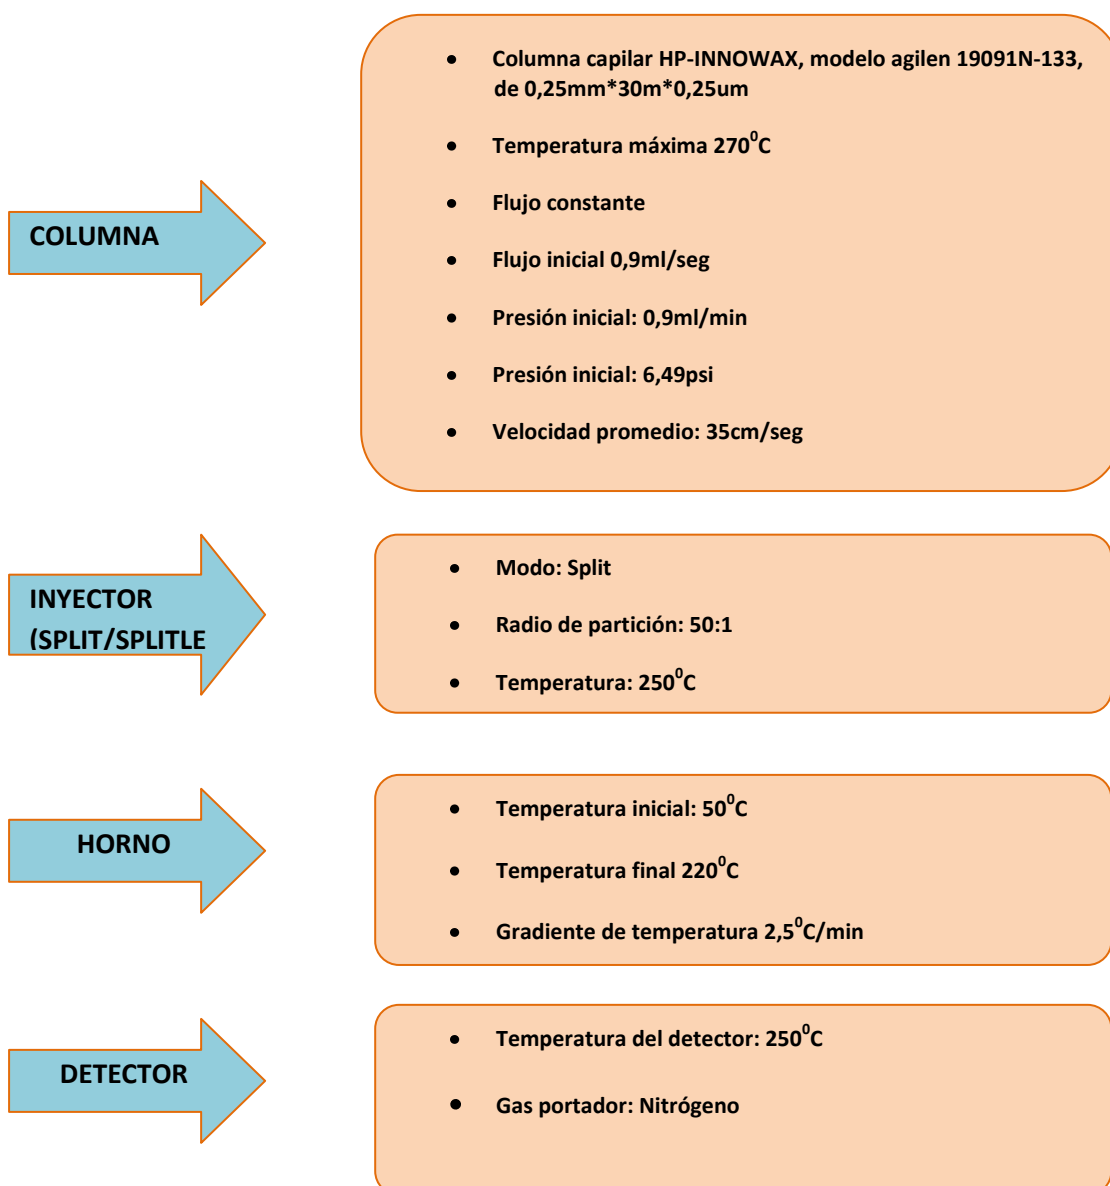 COLUMNA
• Columna capilar HP-INNOWAX, modelo agilen 19091N-133,
de 0,25mm*30m*0,25um
• Temperatura máxima 270⁰C
• Flujo constante
• Flujo inicial 0,9ml/seg
• Presión inicial: 0,9ml/min
• Presión inicial: 6,49psi
• Velocidad promedio: 35cm/seg
INYECTOR
(SPLIT/SPLITLE
• Modo: Split
• Radio de partición: 50:1
• Temperatura: 250⁰C
HORNO
• Temperatura inicial: 50⁰C
• Temperatura final 220⁰C
• Gradiente de temperatura 2,5⁰C/min
DETECTOR
• Temperatura del detector: 250⁰C
• Gas portador: Nitrógeno